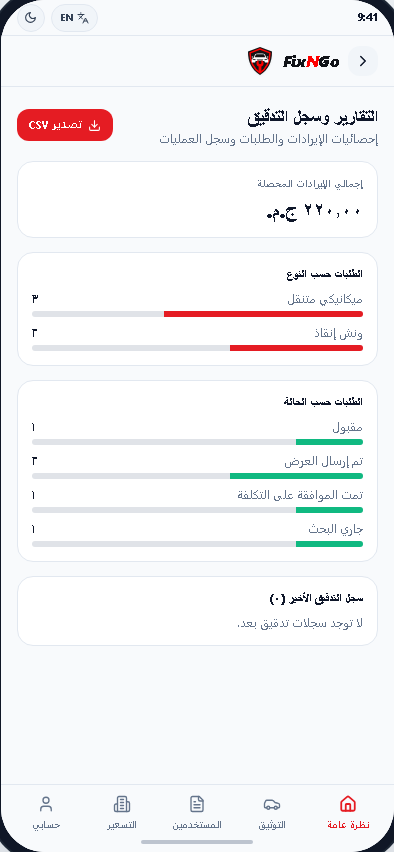 9:41
EN
FixNGo
التقارير وسجل التدقيق
إحصائيات الإيرادات والطلبات وسجل العمليات
تصدير CSV
إجمالي الإيرادات المحصلة
٢٢٠٫٠٠ ج.م.
الطلبات حسب النوع
ميكانيكي متنقل ٣
ونش إنقاذ ٢
الطلبات حسب الحالة
مقبول ١
تم إرسال العرض ٢
تمت الموافقة على التكلفة ١
جاري البحث ١
سجل التدقيق الأخير (٠)
لا توجد سجلات تدقيق بعد.
نظرة عامة
التوثيق
المستخدمين
التسعير
حسابي